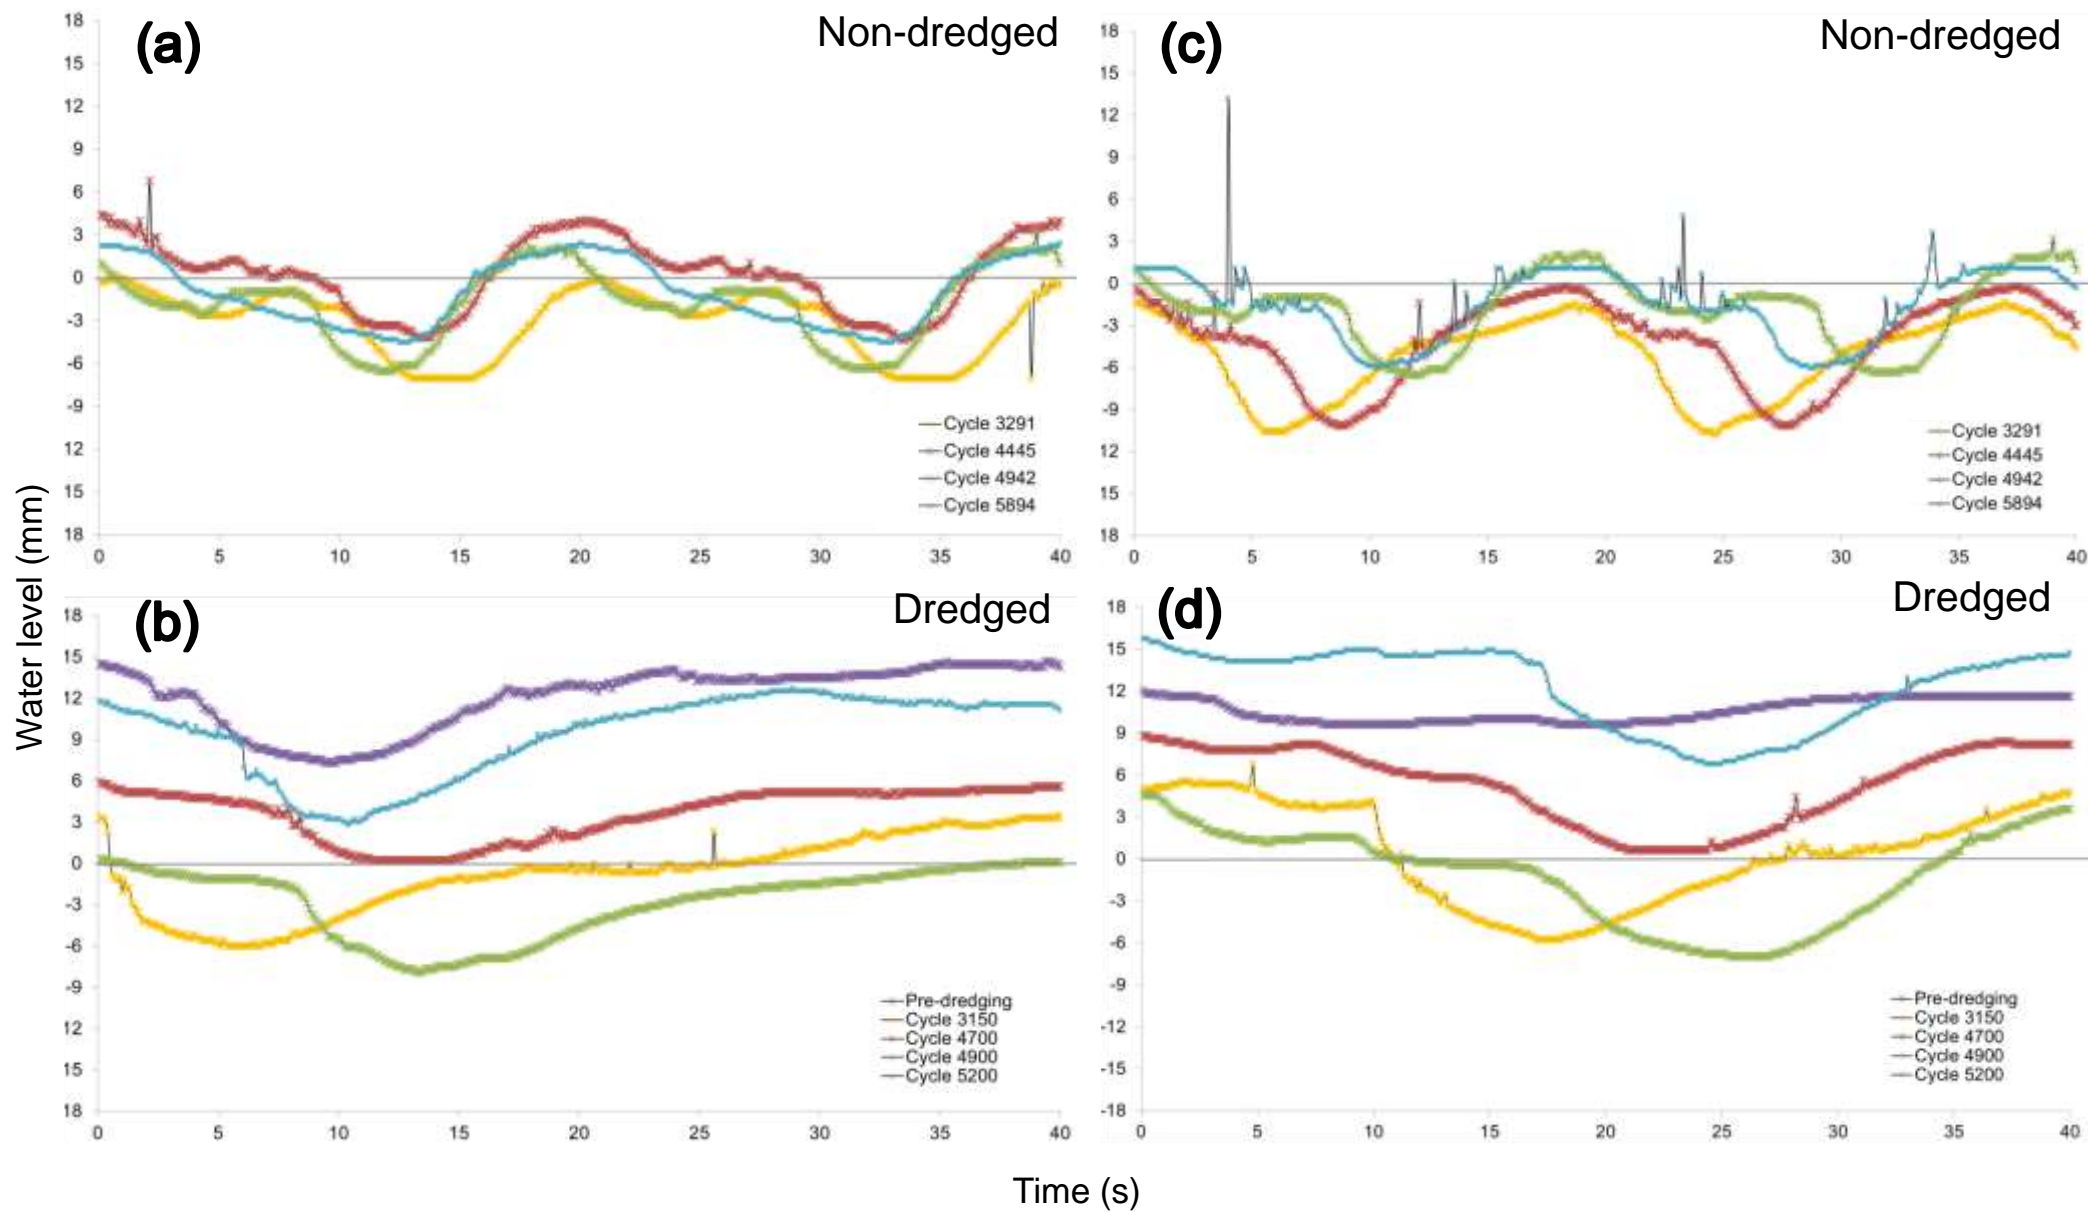 (a)
Non-dredged
18
15
12
9
6
3
0
-3
-6
-9
12
15
18
0 5 10 15 20 25 30 35 40
Cycle 3291
Cycle 4445
Cycle 4942
Cycle 5894
(c)
Non-dredged
18
15
12
9
6
3
0
-3
-6
-9
12
15
18
0 5 10 15 20 25 30 35 40
Cycle 3291
Cycle 4445
Cycle 4942
Cycle 5894
Water level (mm)
(b)
Dredged
18
15
12
9
6
3
0
-3
-6
-9
12
15
18
0 5 10 15 20 25 30 35 40
Pre-dredging
Cycle 3150
Cycle 4700
Cycle 4900
Cycle 5200
(d)
Dredged
18
15
12
9
6
3
0
-3
-6
-9
-12
-15
-18
0 5 10 15 20 25 30 35 40
Pre-dredging
Cycle 3150
Cycle 4700
Cycle 4900
Cycle 5200
Time (s)